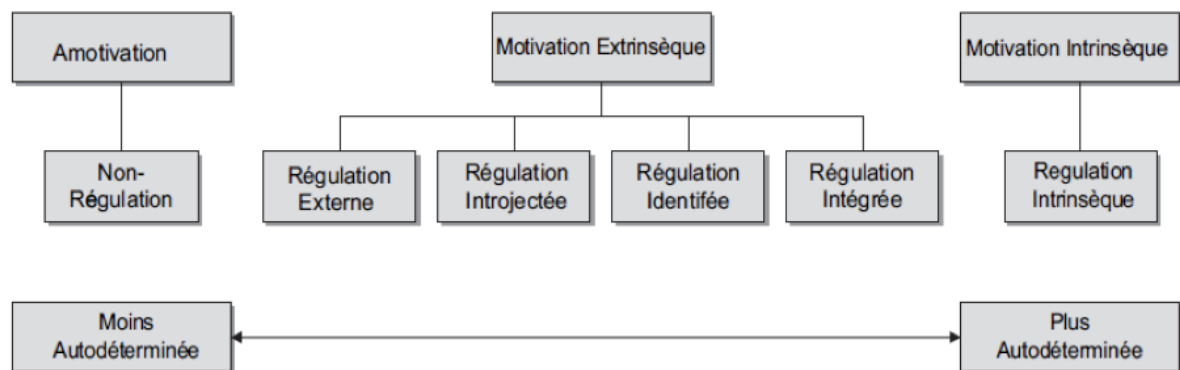 Amotivation
Motivation Extrinsèque
Motivation Intrinsèque
Non-
Régulation
Régulation
Externe
Régulation
Introjectée
Régulation
Identifée
Régulation
Intégrée
Regulation
Intrinsèque
Moins
Autodéterminée
Plus
Autodéterminée